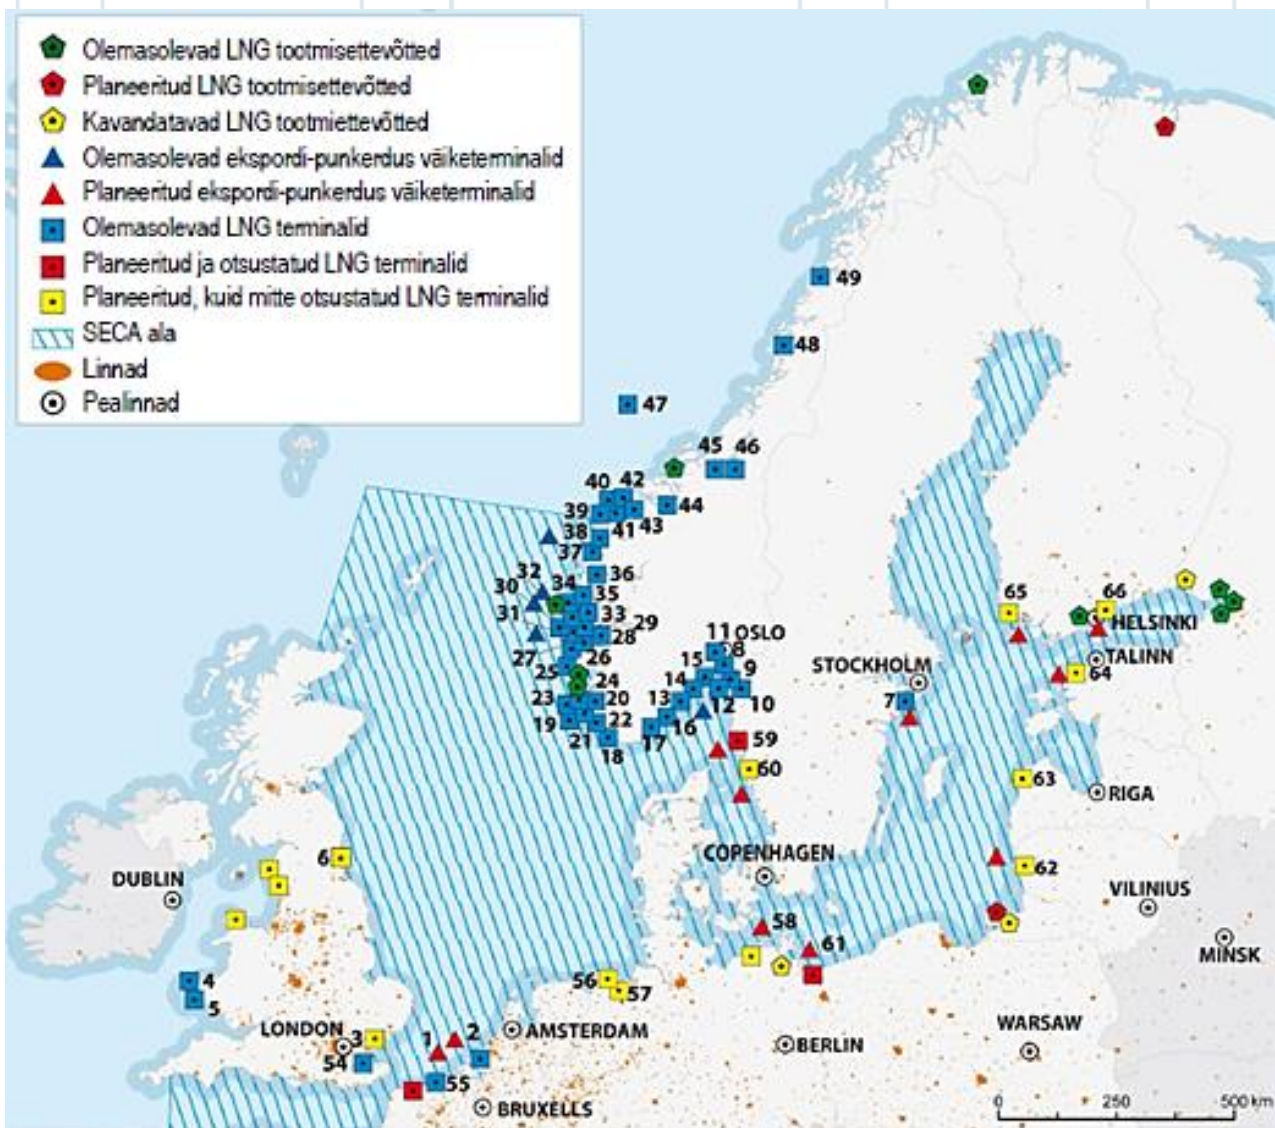 Olemasolevad LNG tootmisettevõtted
Planeeritud LNG tootmisettevõtted
Kavandatavad LNG tootmiettevõtted
Olemasolevad ekspordi-punkerdus väiketerminalid
Planeeritud ekspordi-punkerdus väiketerminalid
Olemasolevad LNG terminalid
Planeeritud ja otsustatud LNG terminalid
Planeeritud, kuid mitte otsustatud LNG terminalid
SECA ala
Linnad
Pealinnad
49
48
47
45 46
40 42
39
44
43
38 41
37
32
36
30 34
35
31
33
29
28
27
26
25
24
23
20
19
22
21
18
11 OSLO
8
15
9
14
13
12 10
16
17
59
60
STOCKHOLM
7
65
66
HELSINKI
TALINN
64
63
RIGA
62
VILINIUS
MINSK
COPENHAGEN
58
61
DUBLIN
6
4
5
56
57
LONDON
3
1
2
54
55
AMSTERDAM
BRUXELLS
BERLIN
WARSAW
0 250 500 km